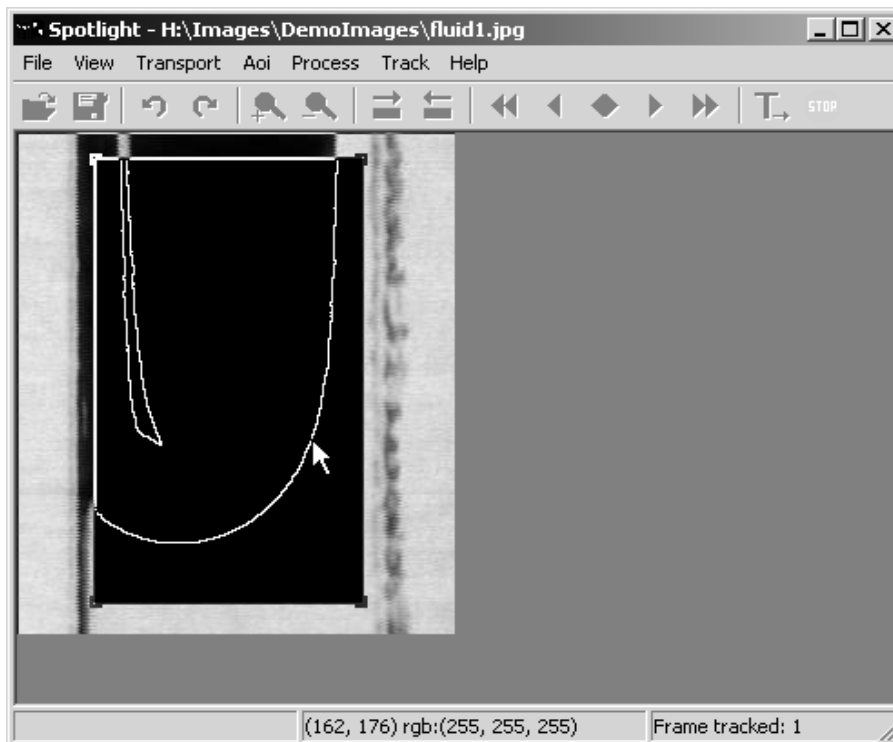 Spotlight - H:\Images\DemoImages\fluid1.jpg
File View Transport Aoi Process Track Help
T STOP
(162, 176) rgb:(255, 255, 255) Frame tracked: 1